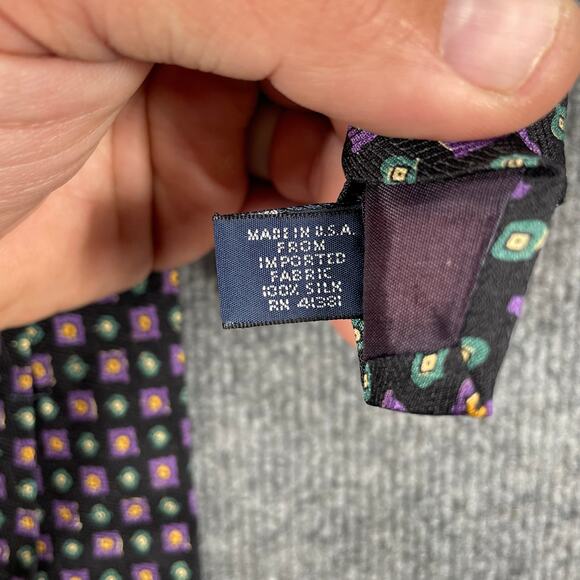 MADE IN U.S.A.
FROM
IMPORTED
FABRIC
100% SILK
RN 41381